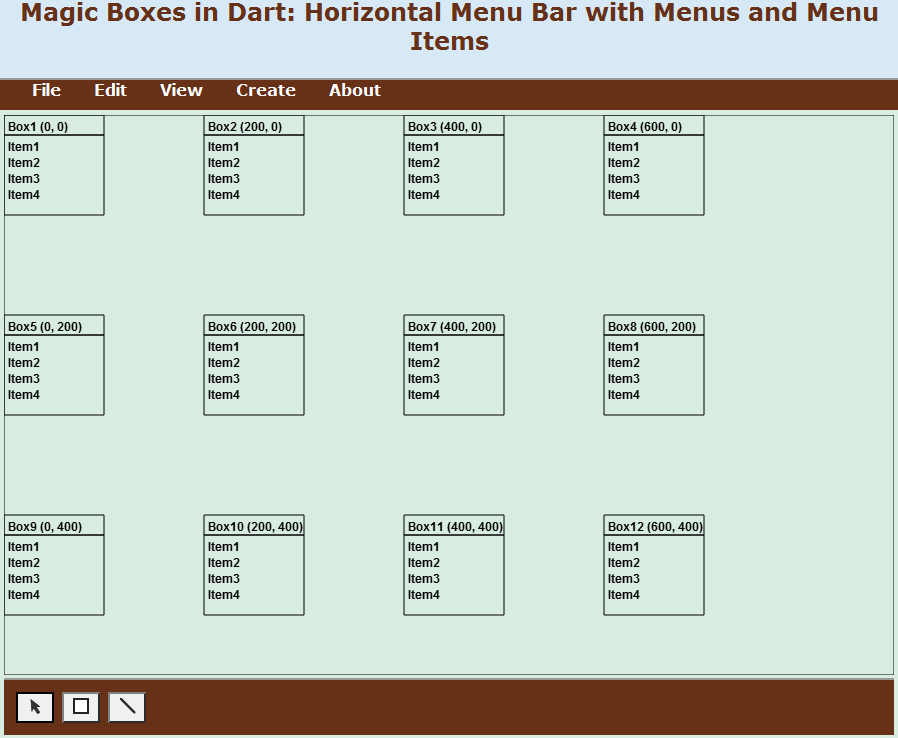 Magic Boxes in Dart: Horizontal Menu Bar with Menus and Menu
Items
File Edit View Create About
Box1 (0, 0)
Item1
Item2
Item3
Item4
Box2 (200, 0)
Item1
Item2
Item3
Item4
Box3 (400, 0)
Item1
Item2
Item3
Item4
Box4 (600, 0)
Item1
Item2
Item3
Item4
Box5 (0, 200)
Item1
Item2
Item3
Item4
Box6 (200, 200)
Item1
Item2
Item3
Item4
Box7 (400, 200)
Item1
Item2
Item3
Item4
Box8 (600, 200)
Item1
Item2
Item3
Item4
Box9 (0, 400)
Item1
Item2
Item3
Item4
Box10 (200, 400)
Item1
Item2
Item3
Item4
Box11 (400, 400)
Item1
Item2
Item3
Item4
Box12 (600, 400)
Item1
Item2
Item3
Item4